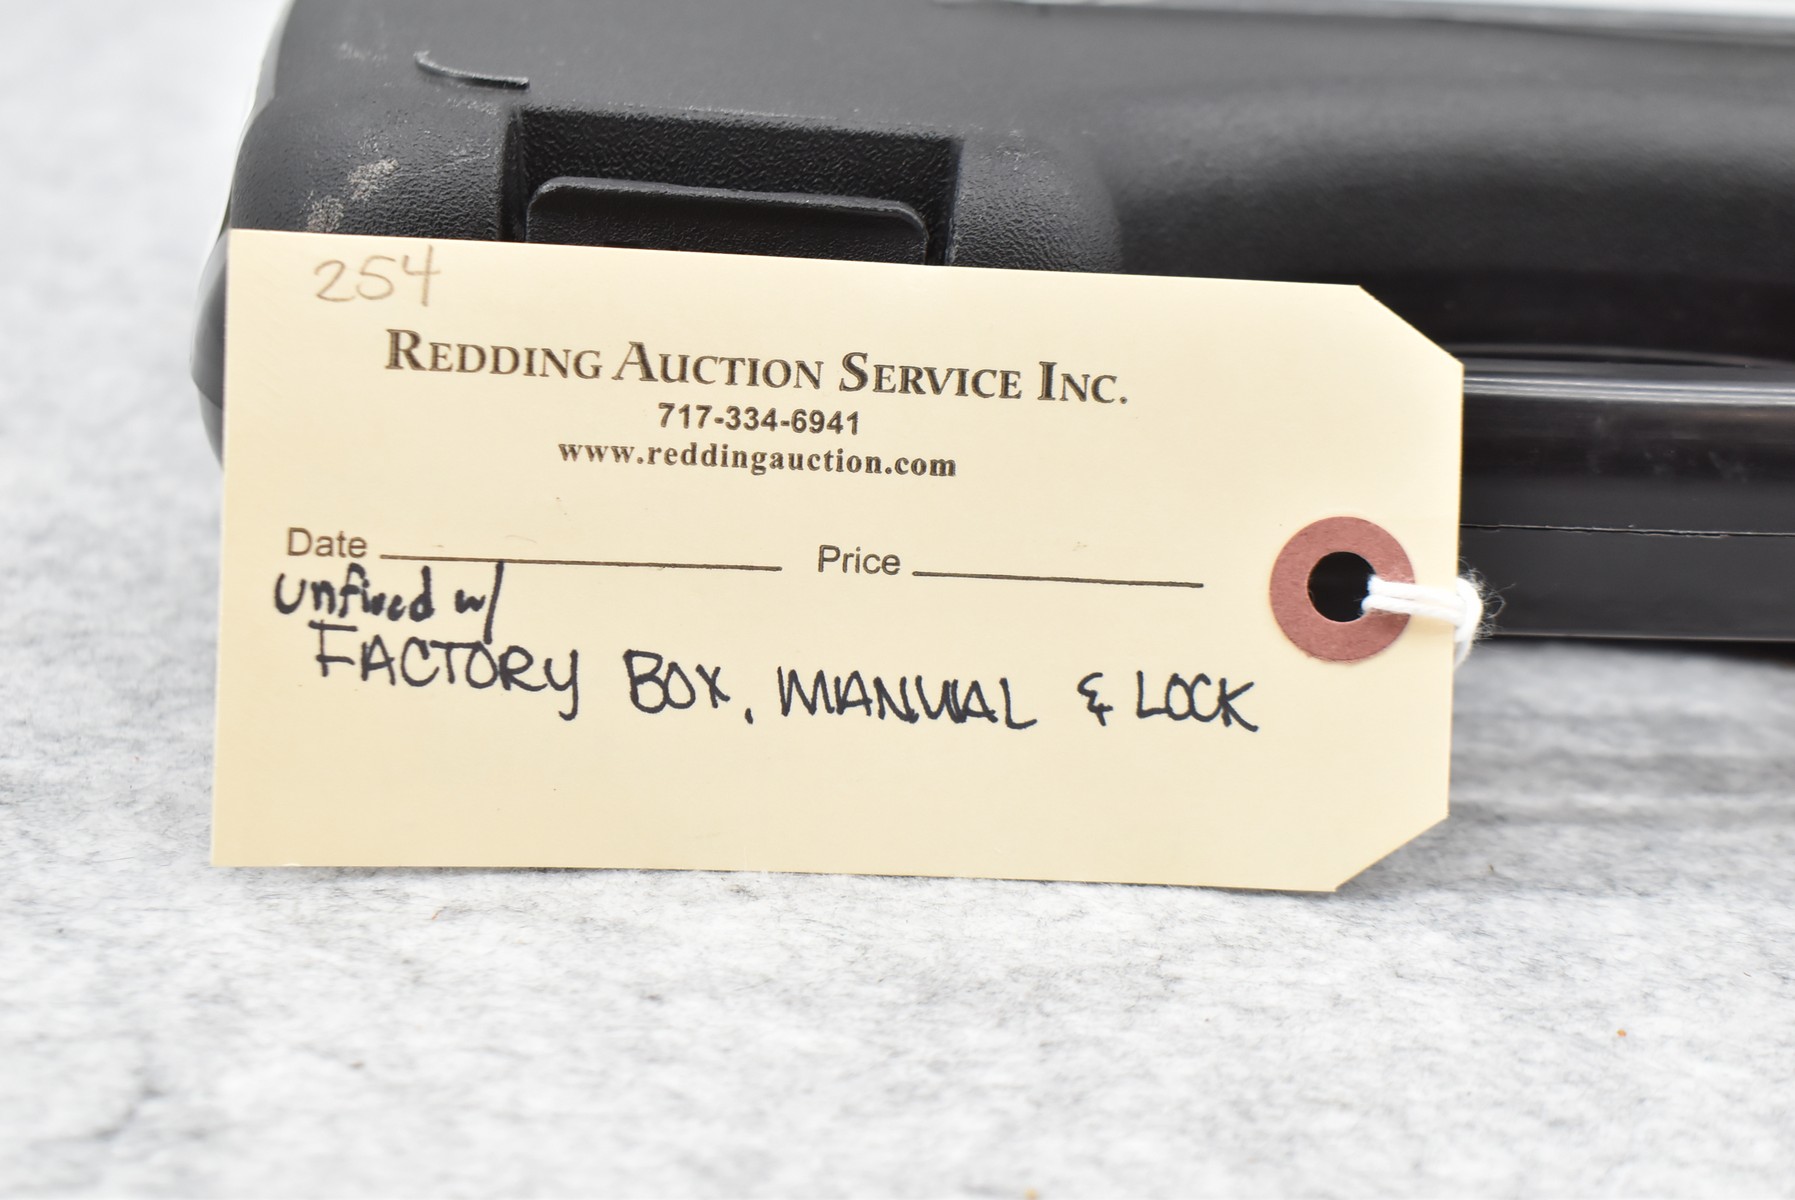 254
REDDING AUCTION SERVICE INC.
717-334-6941
www.reddingauction.com
Date Price
unfired w/
FACTORY BOX, MANUAL & LOCK